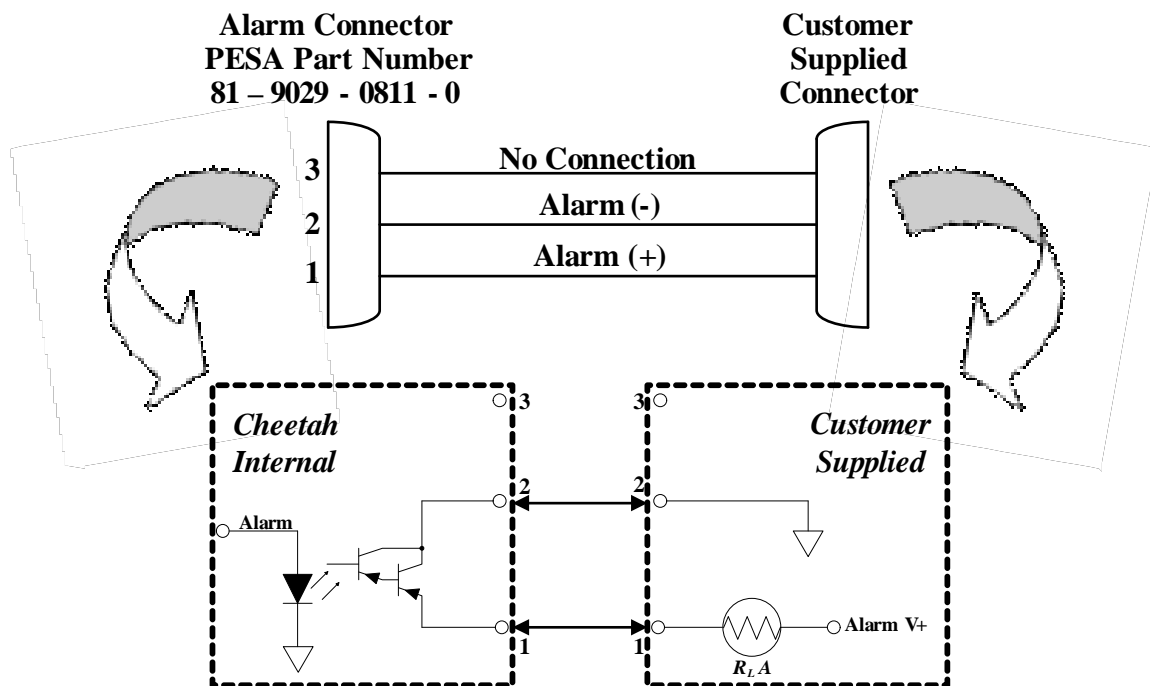 Alarm Connector
PESA Part Number
81 – 9029 - 0811 - 0
Customer
Supplied
Connector
3
No Connection
2
Alarm (-)
1
Alarm (+)
Cheetah
Internal
3
3
Customer
Supplied
2
2
Alarm
1
1
Alarm V+
R_L A